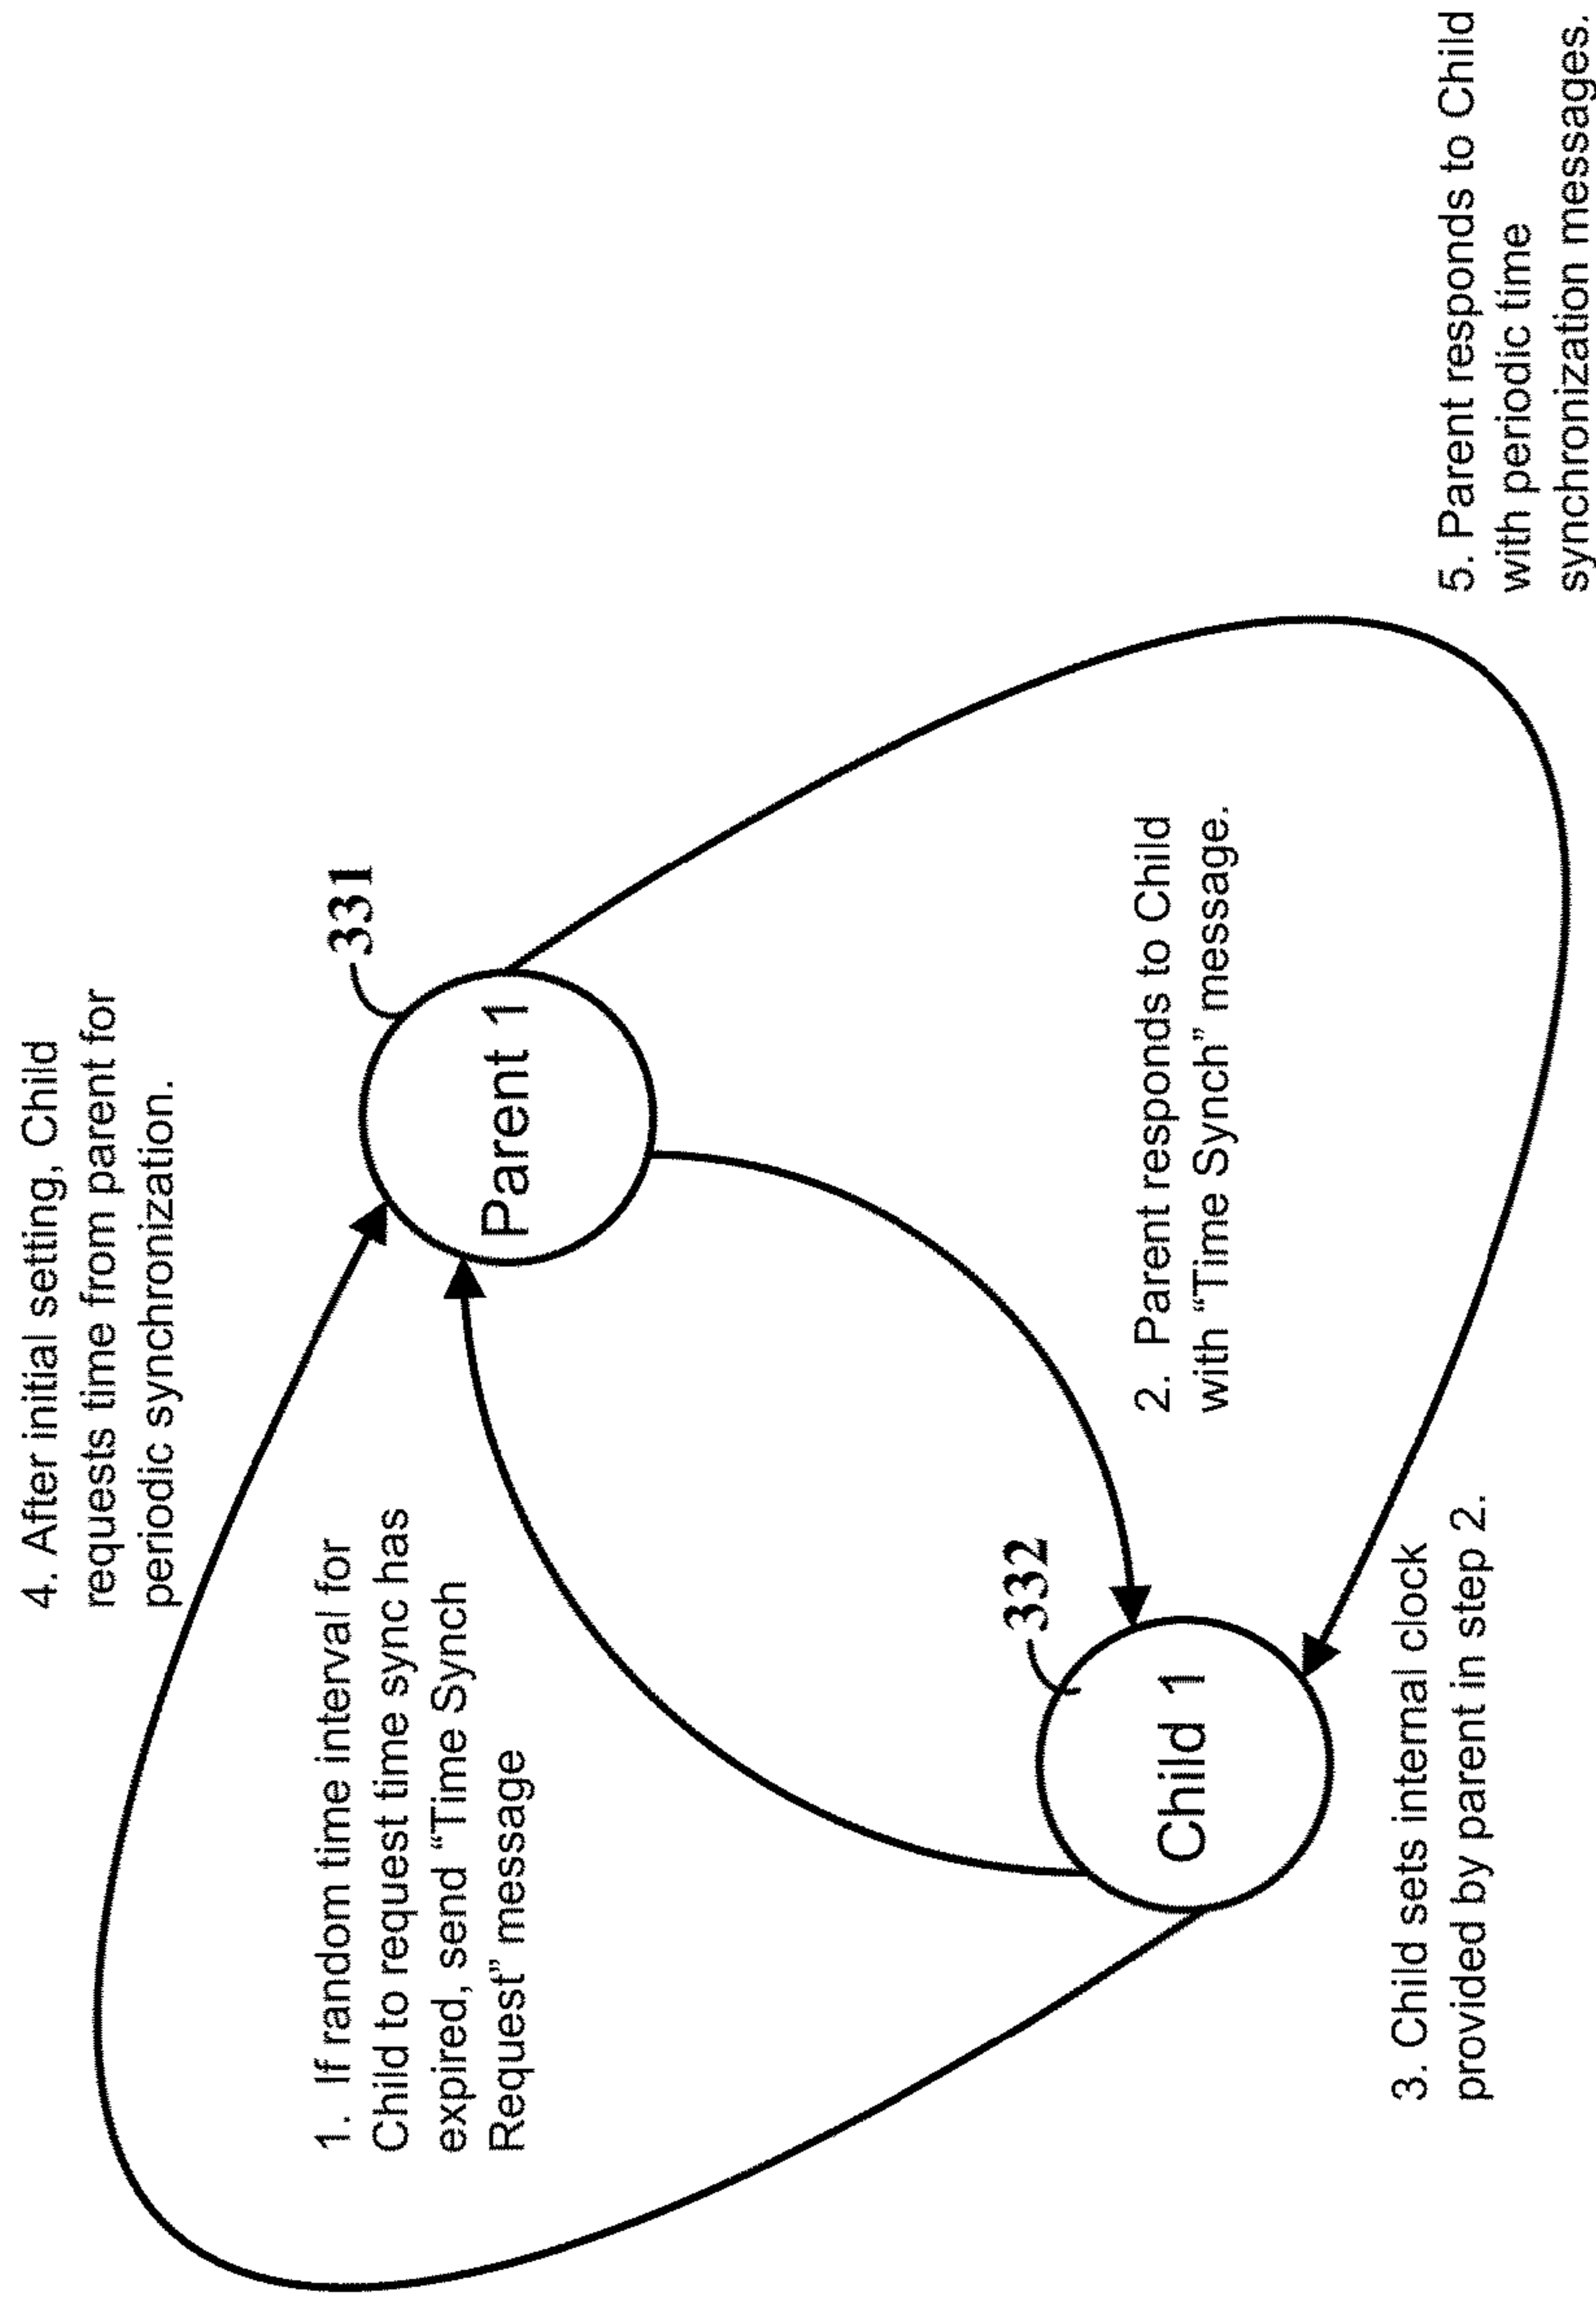 4. After initial setting, Child
requests time from parent for
periodic synchronization.
1. If random time interval for
Child to request time sync has
expired, send “Time Synch
Request” message
331
Parent 1
332
Child 1
2. Parent responds to Child
with “Time Synch” message.
3. Child sets internal clock
provided by parent in step 2.
5. Parent responds to Child
with periodic time
synchronization messages.